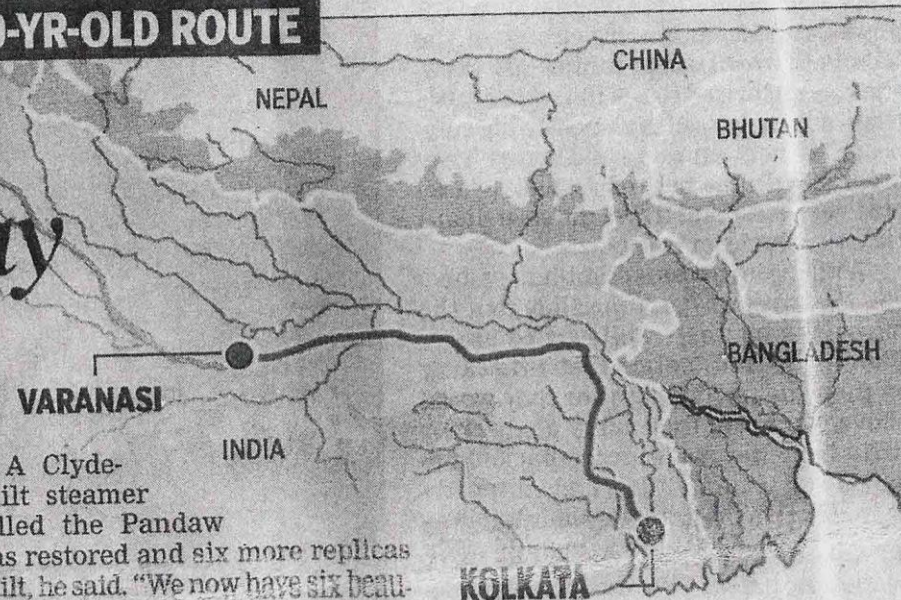 -YR-OLD ROUTE
CHINA
NEPAL
BHUTAN
BANGLADESH
VARANASI
INDIA
KOLKATA
A Clyde-
ilt steamer
lled the Pandaw
as restored and six more replicas
ilt, he said. “We now have six beau-